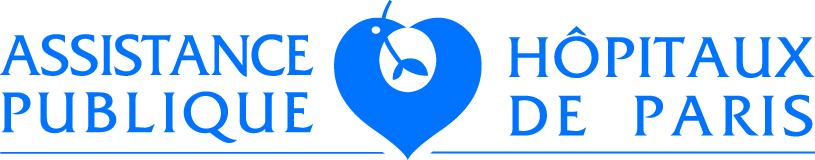 ASSISTANCE
PUBLIQUE
HÔPITAUX
DE PARIS